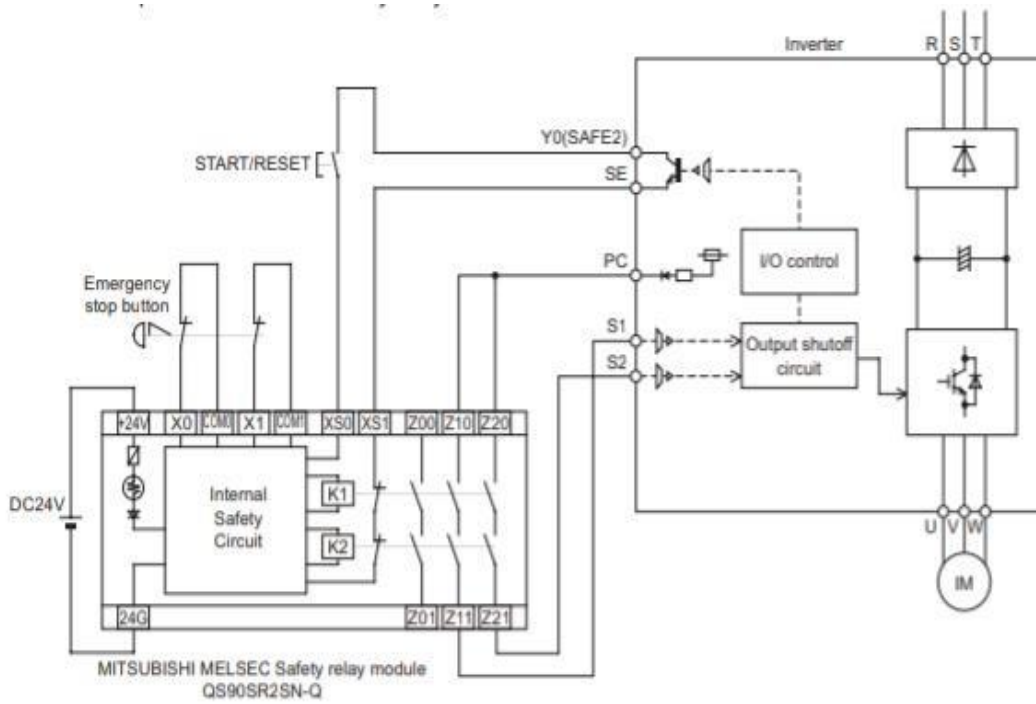 Inverter
R S T
Y0(SAFE2)
START/RESET
SE
I/O control
PC
Emergency
stop button
S1
Output shutoff
circuit
S2
+24V X0 COM0 X1 COM1 XS0 XS1 Z00 Z10 Z20
DC24V
Internal
Safety
Circuit
K1
K2
U V W
IM
24G Z01 Z11 Z21
MITSUBISHI MELSEC Safety relay module
QS90SR2SN-Q